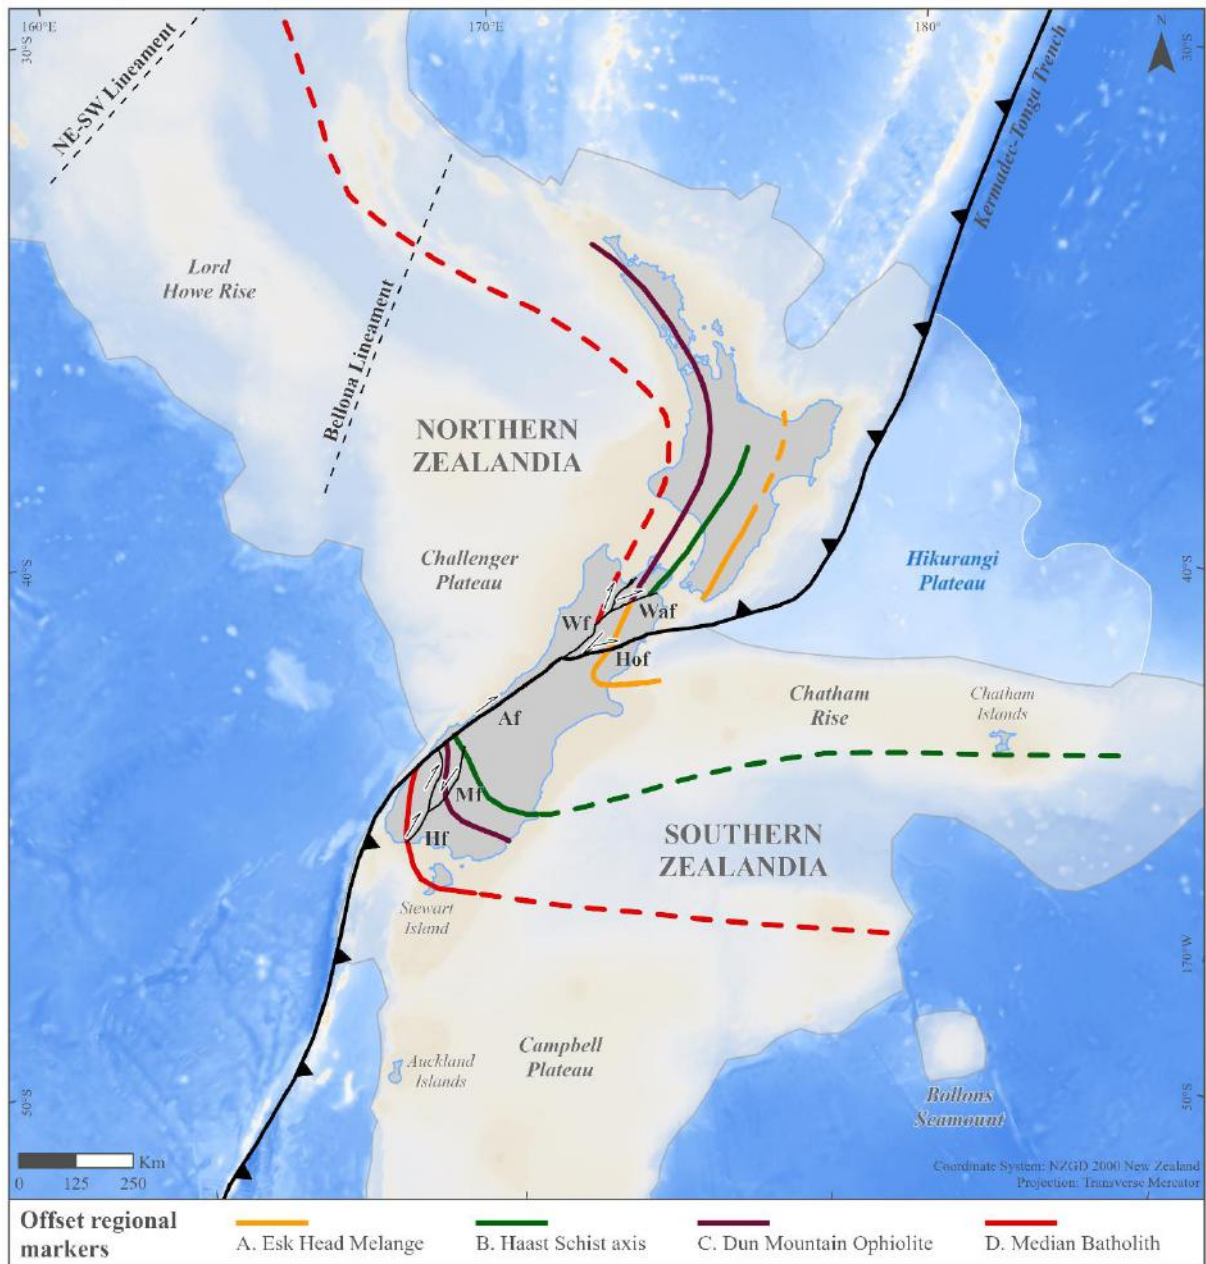 160°E
170°E
180°
N
30°S
30°S
NE-SW Lineament
Kermadec-Tonga Trench
Lord
Howe Rise
Bellona Lineament
NORTHERN
ZEALANDIA
Challenger
Plateau
Hikurangi
Plateau
40°S
40°S
Wf
Waf
Hof
Chatham
Rise
Chatham
Islands
Af
Mf
Hf
SOUTHERN
ZEALANDIA
Stewart
Island
170°W
Campbell
Plateau
Auckland
Islands
Bollons
Seamount
50°S
50°S
Km
0 125 250
Coordinate System: NZGD 2000 New Zealand
Projection: Transverse Mercator
Offset regional
markers
A. Esk Head Melange
B. Haast Schist axis
C. Dun Mountain Ophiolite
D. Median Batholith